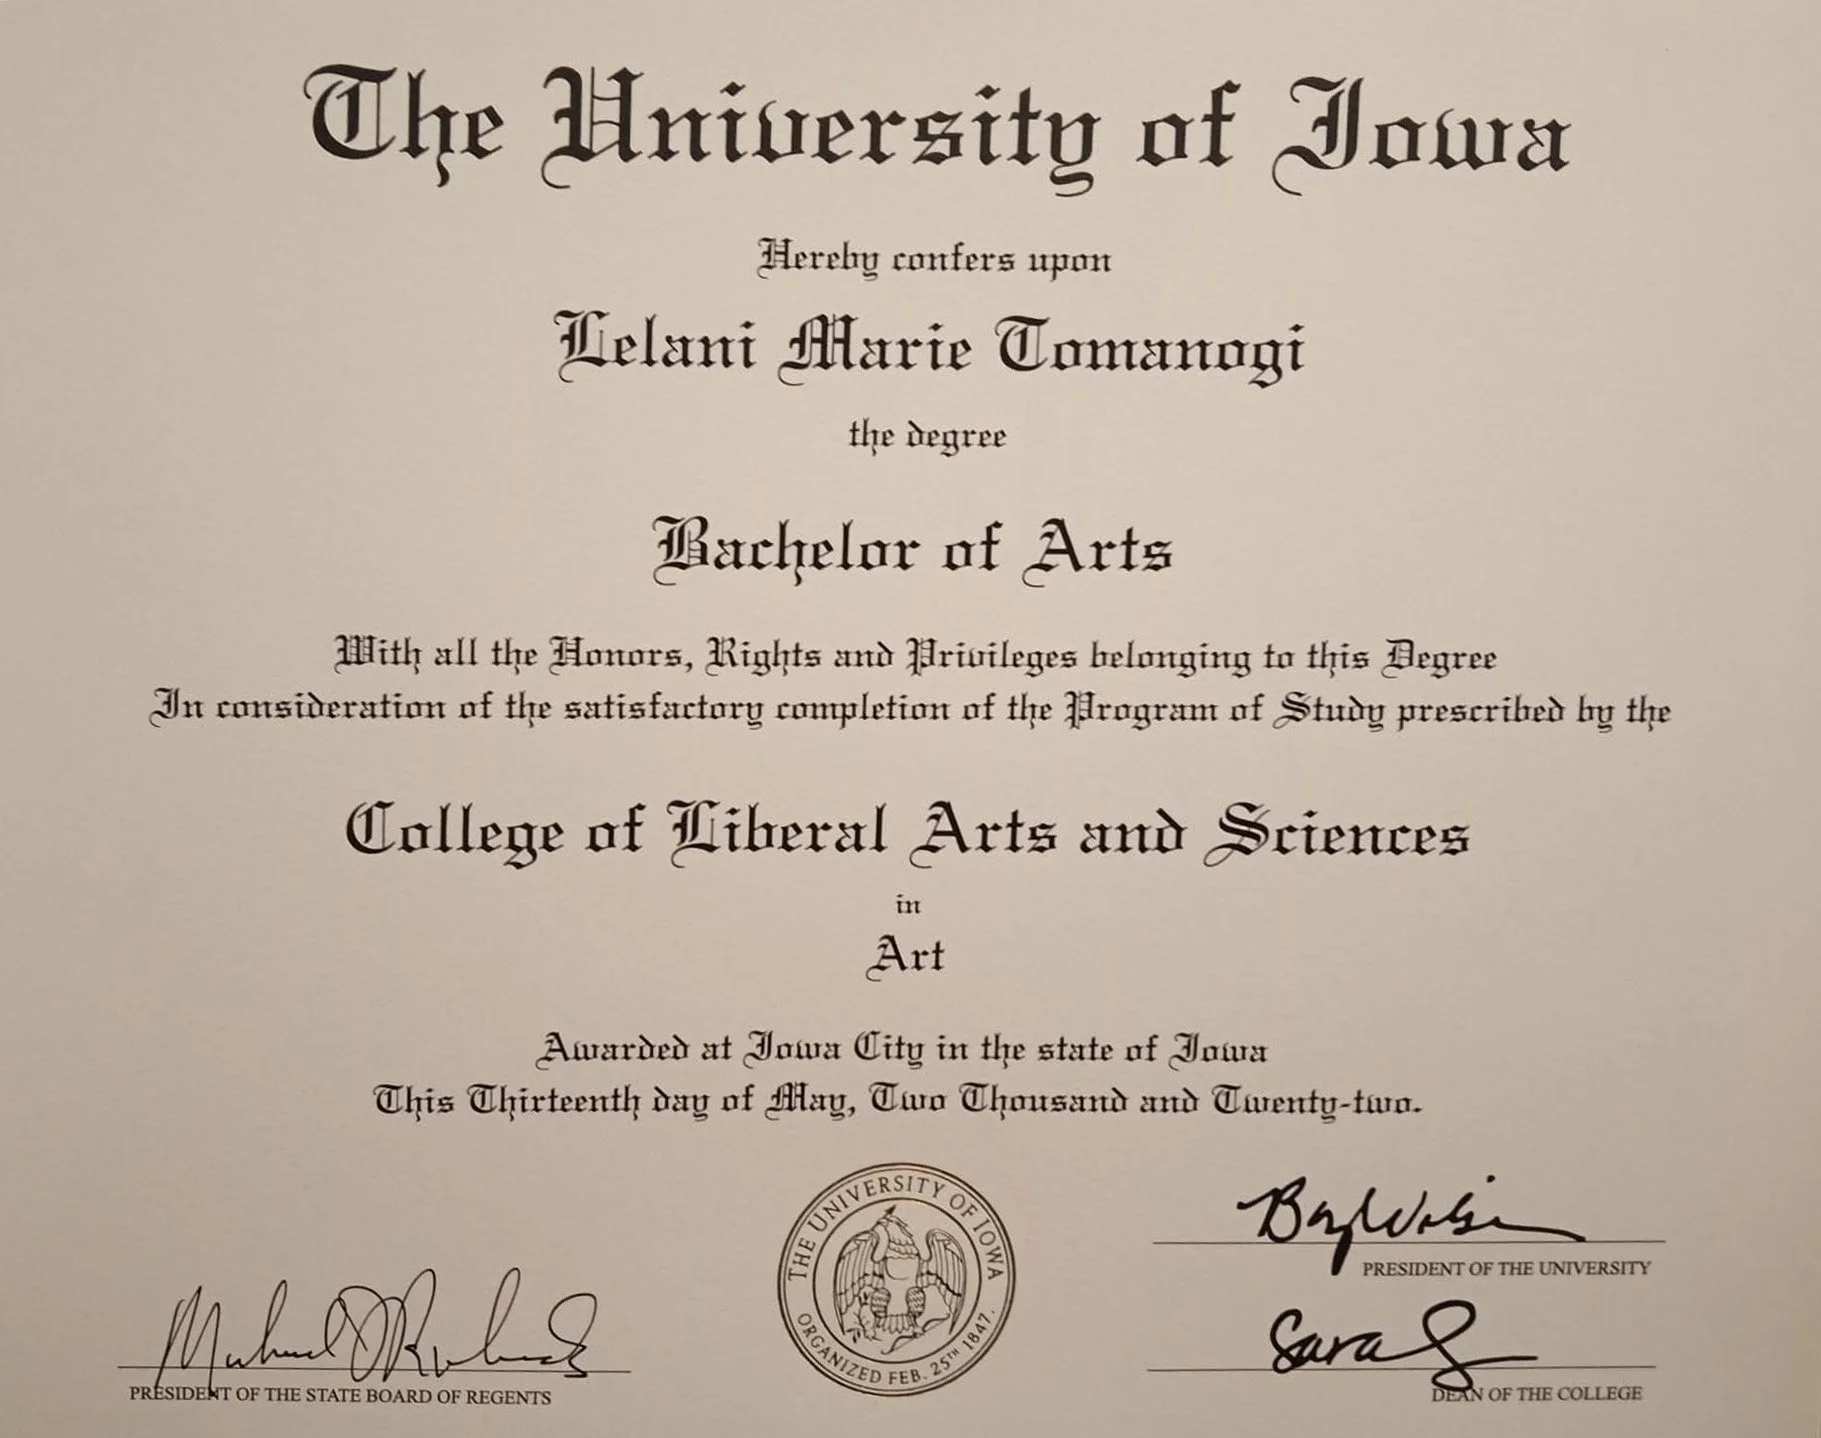 The University of Iowa
Hereby confers upon
Lelani Marie Tomanogi
the degree
Bachelor of Arts
With all the Honors, Rights and Privileges belonging to this Degree
In consideration of the satisfactory completion of the Program of Study prescribed by the
College of Liberal Arts and Sciences
in
Art
Awarded at Iowa City in the state of Iowa
This Thirteenth day of May, Two Thousand and Twenty-two.
THE UNIVERSITY OF IOWA
ORGANIZED FEB. 25TH 1847.
PRESIDENT OF THE UNIVERSITY
Sara
PRESIDENT OF THE STATE BOARD OF REGENTS
DEAN OF THE COLLEGE